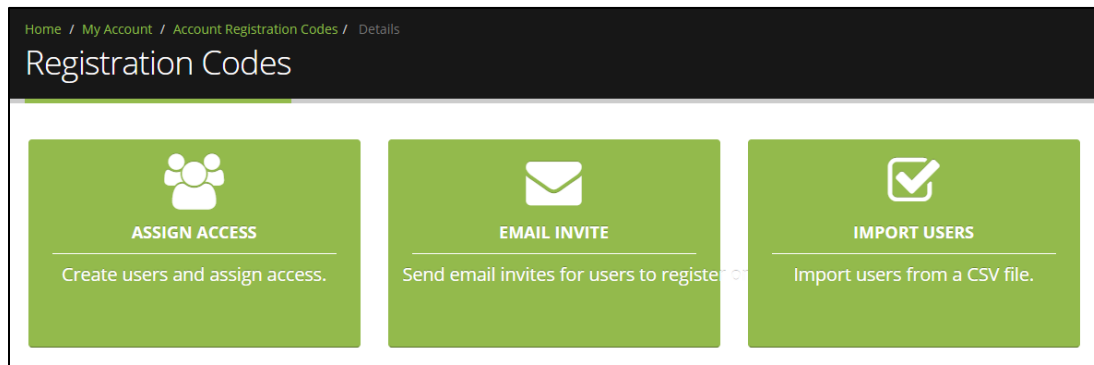 Home / My Account / Account Registration Codes / Details
Registration Codes
ASSIGN ACCESS
Create users and assign access.
EMAIL INVITE
Send email invites for users to register
IMPORT USERS
Import users from a CSV file.